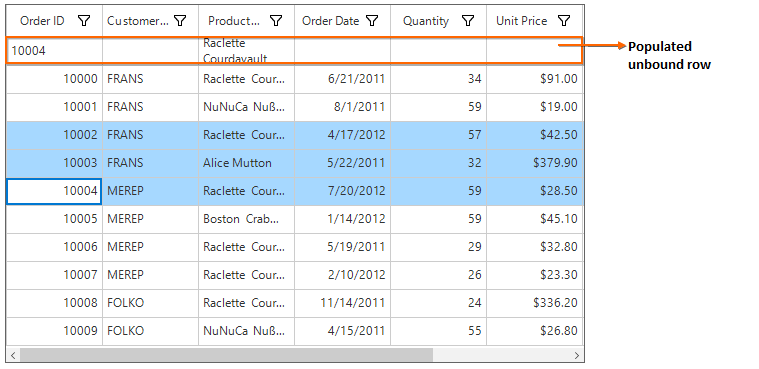 Order ID Customer... Product... Order Date Quantity Unit Price
10004 Raclette
Courdavault
Populated
unbound row
10000 FRANS Raclette Cour... 6/21/2011 34 $91.00
10001 FRANS NuNuCa Nuß... 8/1/2011 59 $19.00
10002 FRANS Raclette Cour... 4/17/2012 57 $42.50
10003 FRANS Alice Mutton 5/22/2011 32 $379.90
10004 MEREP Raclette Cour... 7/20/2012 59 $28.50
10005 MEREP Boston Crab... 1/14/2012 59 $45.10
10006 MEREP Raclette Cour... 5/19/2011 29 $32.80
10007 MEREP Raclette Cour... 2/10/2012 26 $23.30
10008 FOLKO Raclette Cour... 11/14/2011 24 $336.20
10009 FOLKO NuNuCa Nuß... 4/15/2011 55 $26.80